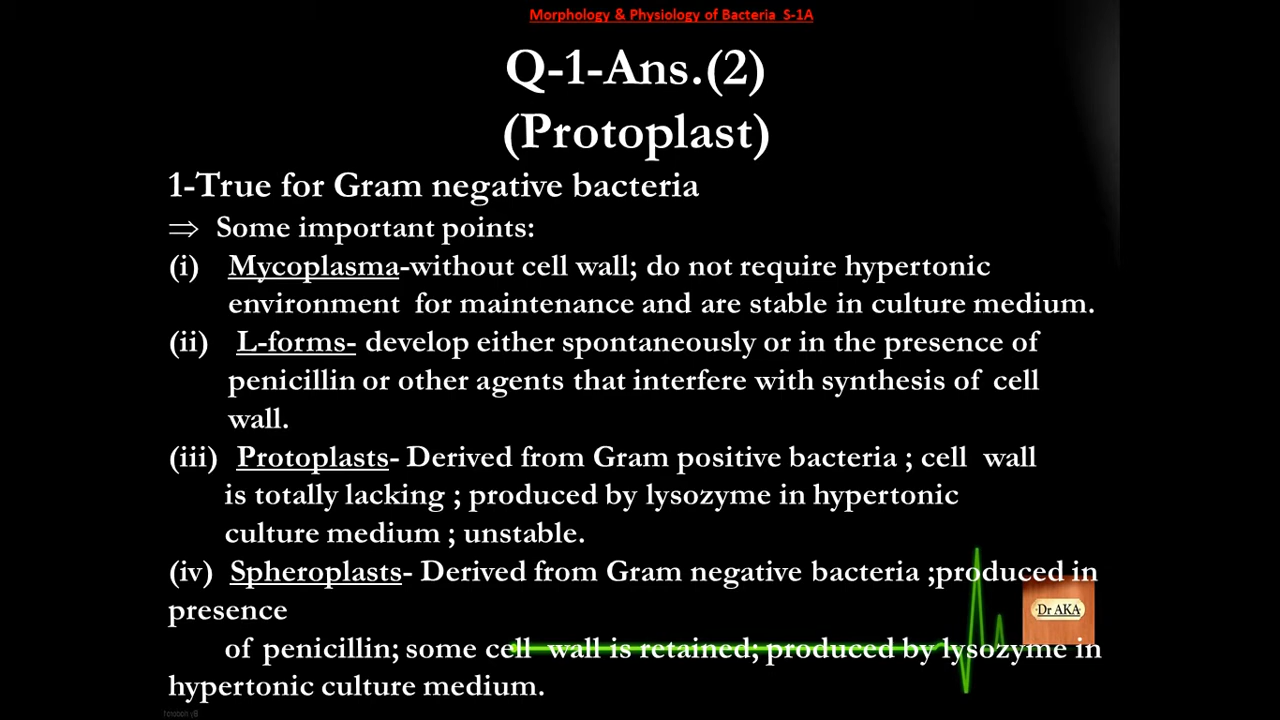 Morphology & Physiology of Bacteria S-1A
Q-1-Ans.(2)
(Protoplast)
1-True for Gram negative bacteria
⇒ Some important points:
(i) Mycoplasma-without cell wall; do not require hypertonic
environment for maintenance and are stable in culture medium.
(ii) L-forms- develop either spontaneously or in the presence of
penicillin or other agents that interfere with synthesis of cell
wall.
(iii) Protoplasts- Derived from Gram positive bacteria ; cell wall
is totally lacking ; produced by lysozyme in hypertonic
culture medium ; unstable.
(iv) Spheroplasts- Derived from Gram negative bacteria ;produced in
presence
Dr AKA
of penicillin; some cell wall is retained; produced by lysozyme in
hypertonic culture medium.